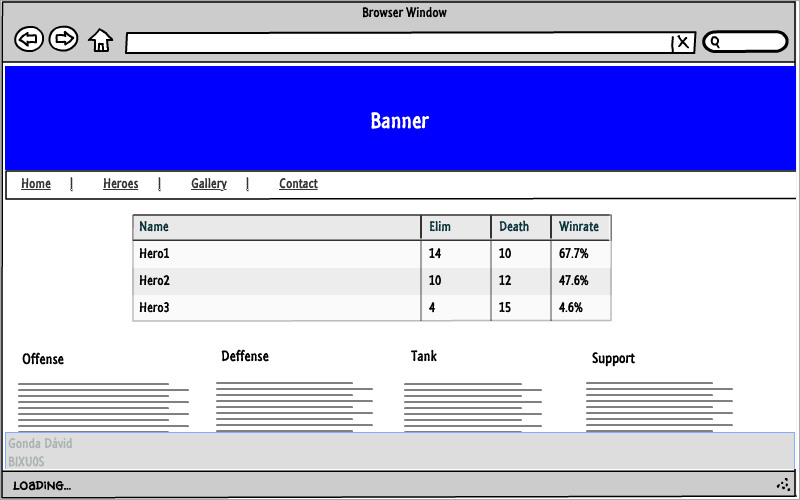 Browser Window
Banner
Home | Heroes | Gallery | Contact
Name Elim Death Winrate
Hero1 14 10 67.7%
Hero2 10 12 47.6%
Hero3 4 15 4.6%
Offense Deffense Tank Support
Gonda Dávid
BIXU0S
LOADING...